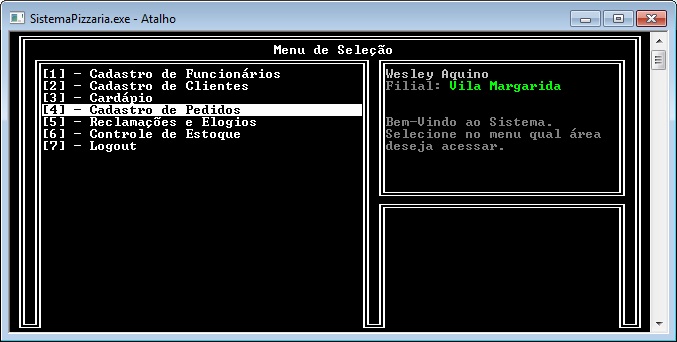 SistemaPizzaria.exe - Atalho
Menu de Seleção
[1] - Cadastro de Funcionários
[2] - Cadastro de Clientes
[3] - Cardápio
[4] - Cadastro de Pedidos
[5] - Reclamações e Elogios
[6] - Controle de Estoque
[7] - Logout
Wesley Aquino
Filial: Vila Margarida
Bem-Vindo ao Sistema.
Selecione no menu qual área
deseja acessar.